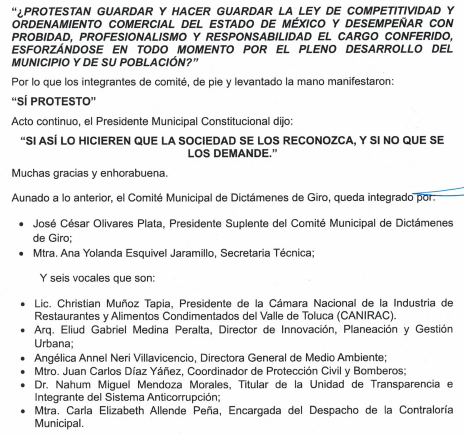 "¿PROTESTAN GUARDAR Y HACER GUARDAR LA LEY DE COMPETITIVIDAD Y
ORDENAMIENTO COMERCIAL DEL ESTADO DE MÉXICO Y DESEMPEÑAR CON
PROBIDAD, PROFESIONALISMO Y RESPONSABILIDAD EL CARGO CONFERIDO,
ESFORZÁNDOSE EN TODO MOMENTO POR EL PLENO DESARROLLO DEL
MUNICIPIO Y DE SU POBLACIÓN?"
Por lo que los integrantes de comité, de pie y levantado la mano manifestaron:
"SÍ PROTESTO"
Acto continuo, el Presidente Municipal Constitucional dijo:
"SI ASÍ LO HICIEREN QUE LA SOCIEDAD SE LOS RECONOZCA, Y SI NO QUE SE
LOS DEMANDE."
Muchas gracias y enhorabuena.
Aunado a lo anterior, el Comité Municipal de Dictámenes de Giro, queda integrado por:
• José César Olivares Plata, Presidente Suplente del Comité Municipal de Dictámenes
de Giro;
• Mtra. Ana Yolanda Esquivel Jaramillo, Secretaria Técnica;
Y seis vocales que son:
• Lic. Christian Muñoz Tapia, Presidente de la Cámara Nacional de la Industria de
Restaurantes y Alimentos Condimentados del Valle de Toluca (CANIRAC).
• Arq. Eliud Gabriel Medina Peralta, Director de Innovación, Planeación y Gestión
Urbana;
• Angélica Annel Neri Villavicencio, Directora General de Medio Ambiente;
• Mtro. Juan Carlos Díaz Yáñez, Coordinador de Protección Civil y Bomberos;
• Dr. Nahum Miguel Mendoza Morales, Titular de la Unidad de Transparencia e
Integrante del Sistema Anticorrupción;
• Mtra. Carla Elizabeth Allende Peña, Encargada del Despacho de la Contraloría
Municipal.